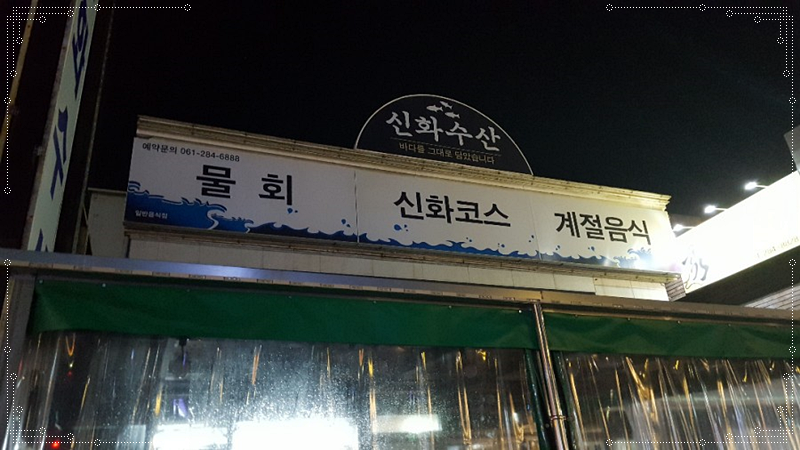 신화수산
바다를 그대로 담았습니다
예약문의 061-284-6888
물회 신화코스 계절음식
일반음식점